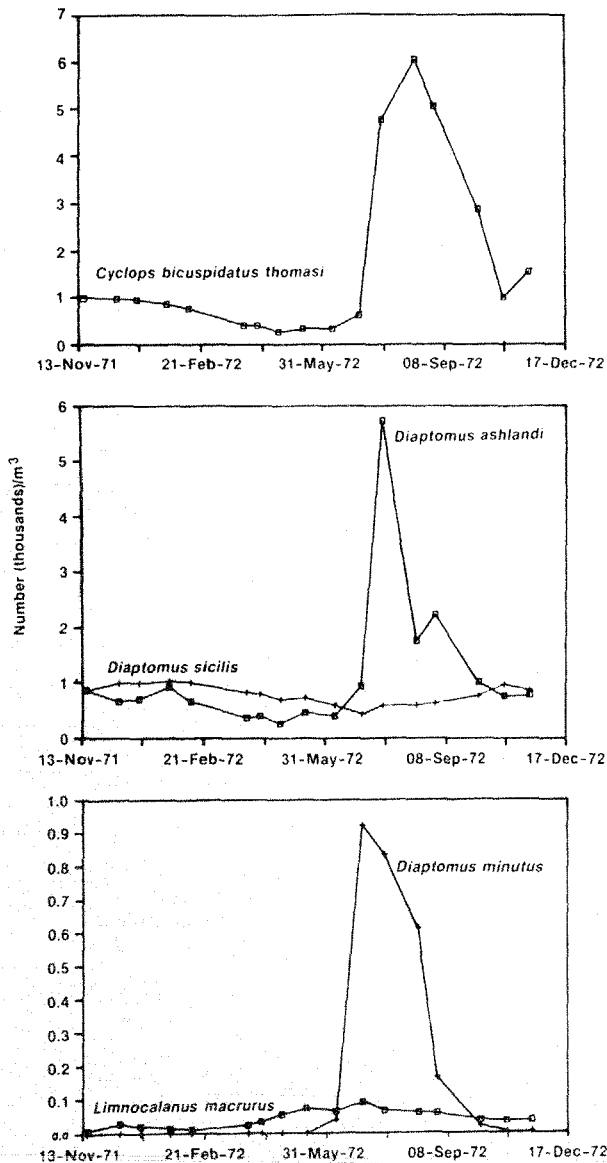 7
6
5
4
3
2
1
0
Cyclops bicuspidatus thomasi
13-Nov-71 21-Feb-72 31-May-72 08-Sep-72 17-Dec-72
Number (thousands)/m³
6
5
4
3
2
1
0
Diaptomus ashlandi
Diaptomus sicilis
13-Nov-71 21-Feb-72 31-May-72 08-Sep-72 17-Dec-72
1.0
0.9
0.8
0.7
0.6
0.5
0.4
0.3
0.2
0.1
0.0
Diaptomus minutus
Limnocalanus macrurus
13-Nov-71 21-Feb-72 31-May-72 08-Sep-72 17-Dec-72